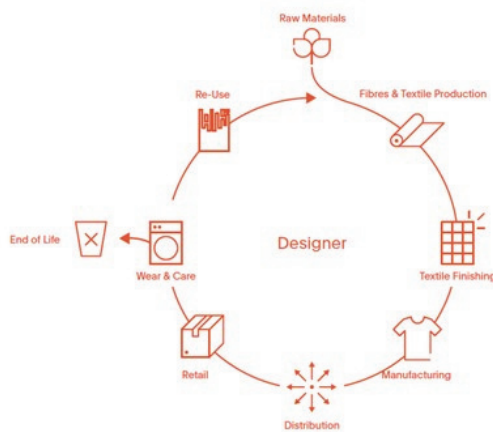 Raw Materials
Fibres & Textile Production
Re-Use
Designer
End of Life
Wear & Care
Textile Finishing
Retail
Manufacturing
Distribution